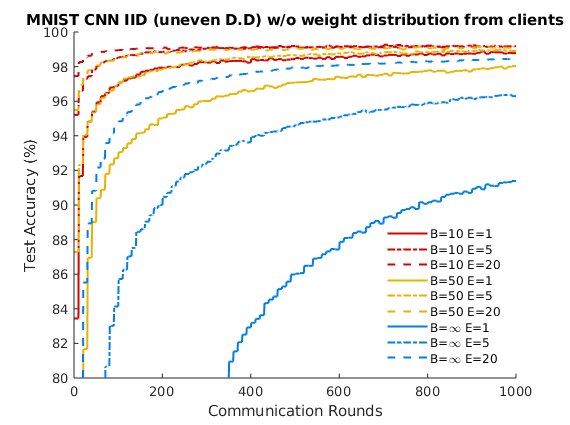 MNIST CNN IID (uneven D.D) w/o weight distribution from clients
100
98
96
94
92
90
88
86
84
82
80
Test Accuracy (%)
B=10 E=1
B=10 E=5
B=10 E=20
B=50 E=1
B=50 E=5
B=50 E=20
B=∞ E=1
B=∞ E=5
B=∞ E=20
0 200 400 600 800 1000
Communication Rounds